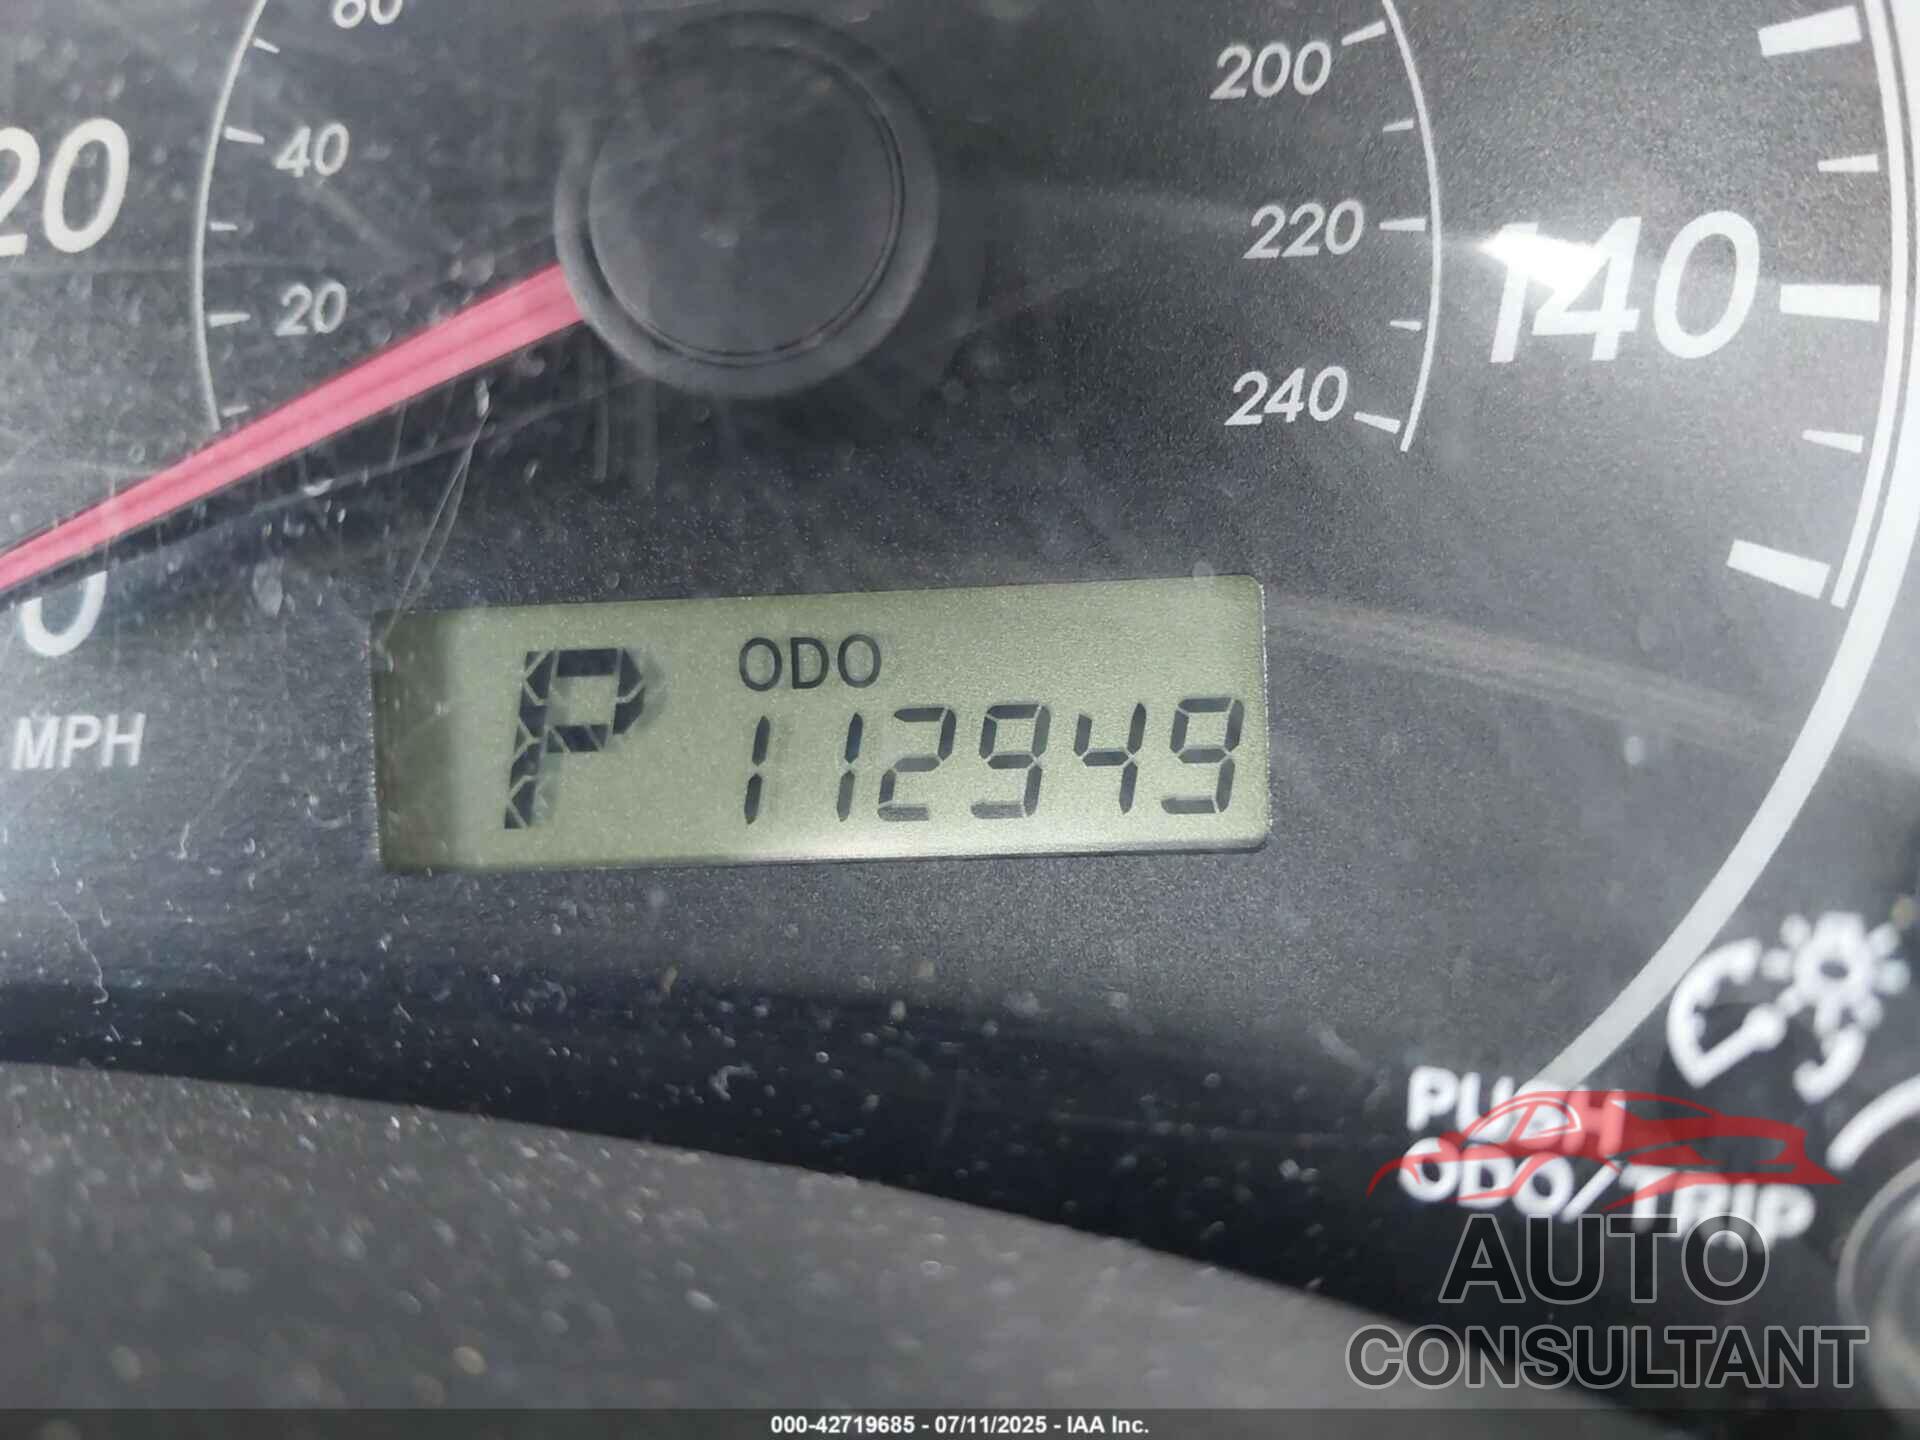 60
200
20
40
220
140
20
240
0
MPH
ODO
P 112949
PUSH
ODO/TRIP
AUTO
CONSULTANT
000-42719685 - 07/11/2025 - IAA Inc.